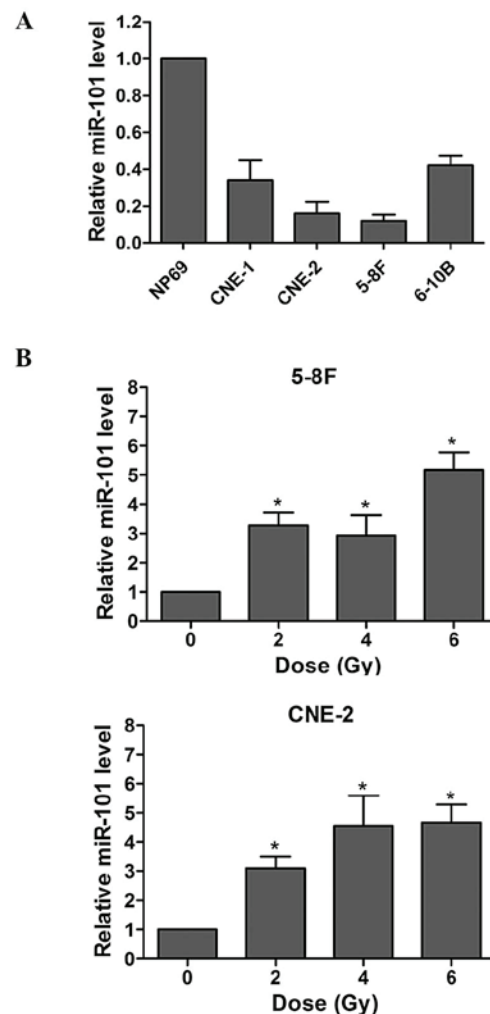 A
Relative miR-101 level
1.2
1.0
0.8
0.6
0.4
0.2
0.0
NP69
CNE-1
CNE-2
5-8F
6-10B
B
5-8F
Relative miR-101 level
8
7
6
5
4
3
2
1
0
* * *
0 2 4 6
Dose (Gy)
CNE-2
Relative miR-101 level
8
7
6
5
4
3
2
1
0
* * *
0 2 4 6
Dose (Gy)